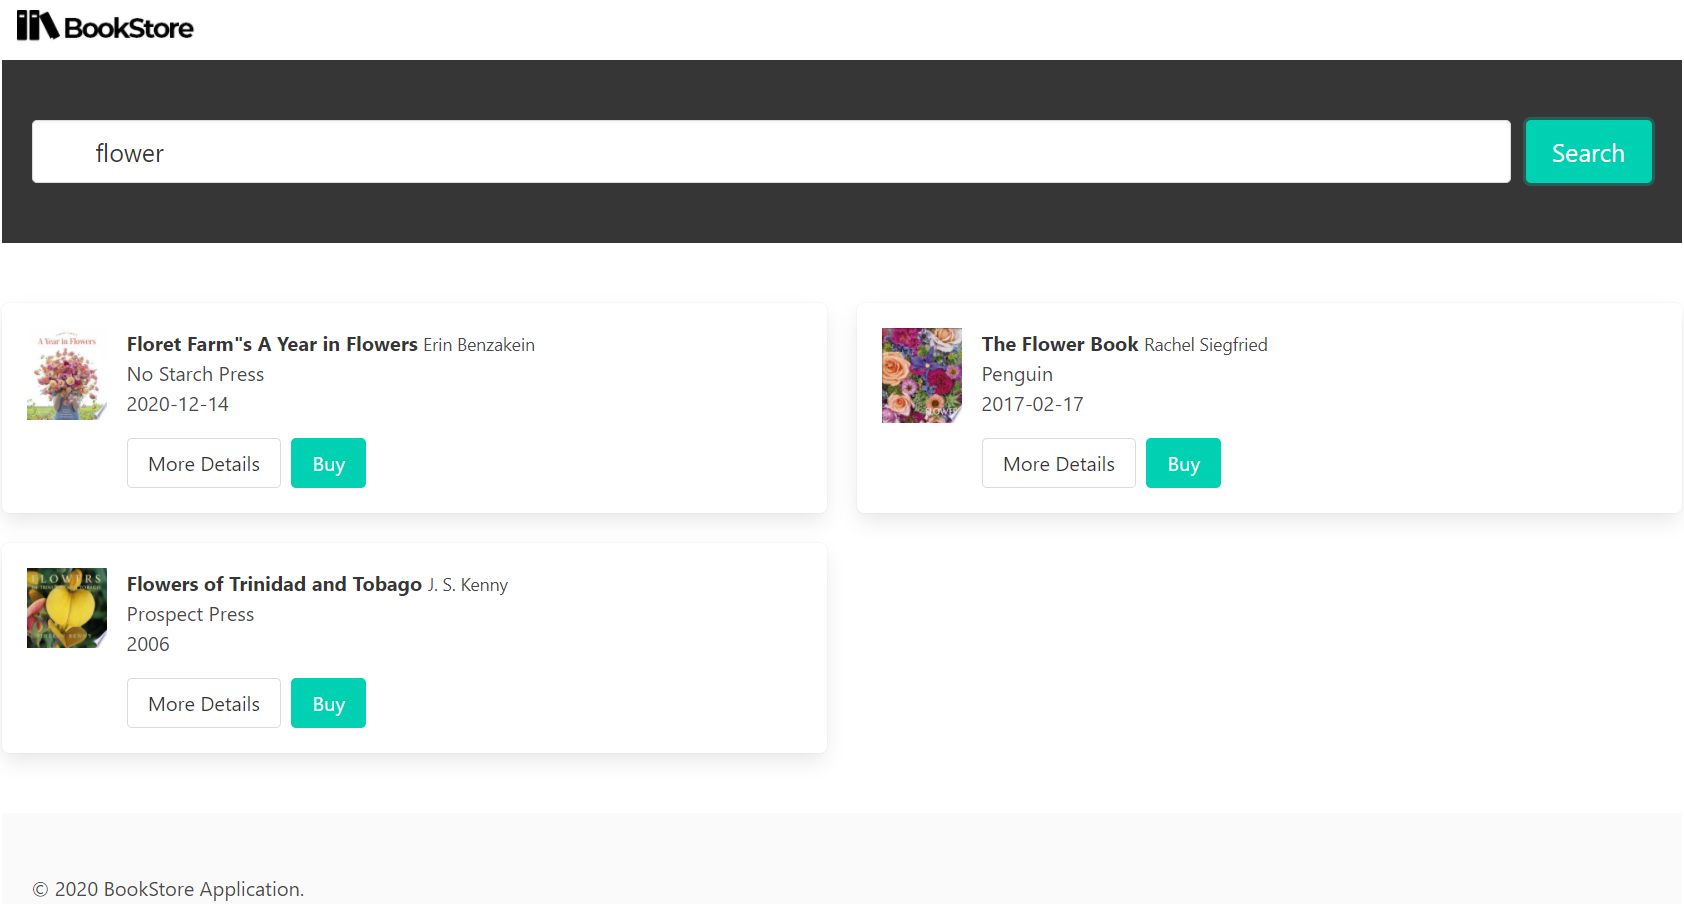 BookStore
flower
Search
A Year in Flowers
Floret Farm"s A Year in Flowers Erin Benzakein
No Starch Press
2020-12-14
More Details
Buy
FLOWER
The Flower Book Rachel Siegfried
Penguin
2017-02-17
More Details
Buy
FLOWERS
Flowers of Trinidad and Tobago J. S. Kenny
Prospect Press
2006
More Details
Buy
© 2020 BookStore Application.